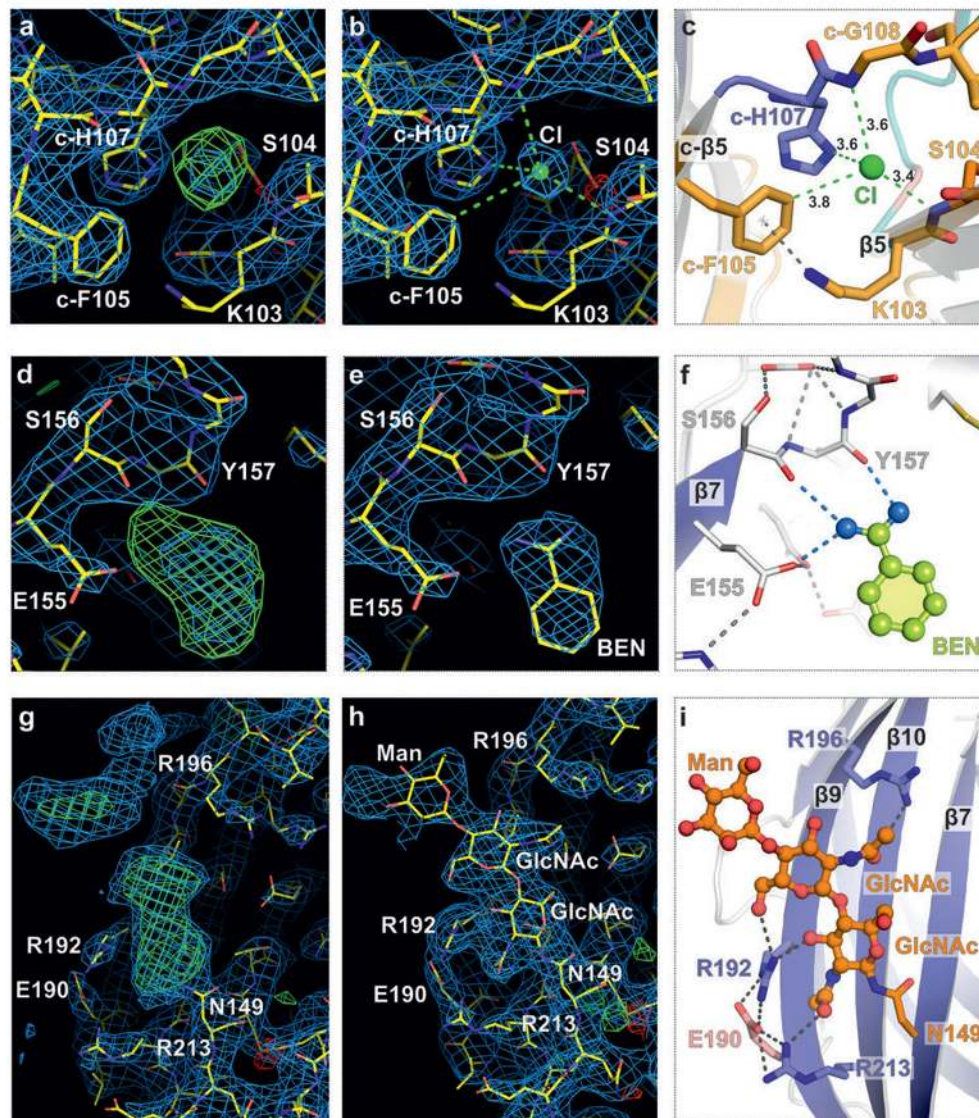 a
c-H107
S104
c-F105
K103
b
c-H107
Cl
S104
c-F105
K103
c
c-G108
c-H107
3.6
S104
c-β5
3.6
3.4
Cl
3.8
β5
c-F105
K103
d
S156
Y157
E155
e
S156
Y157
E155
BEN
f
S156
Y157
β7
E155
BEN
g
R196
R192
E190
N149
R213
h
Man
R196
GlcNAc
GlcNAc
R192
E190
N149
R213
i
β10
R196
Man
β9
β7
GlcNAc
GlcNAc
R192
E190
N149
R213